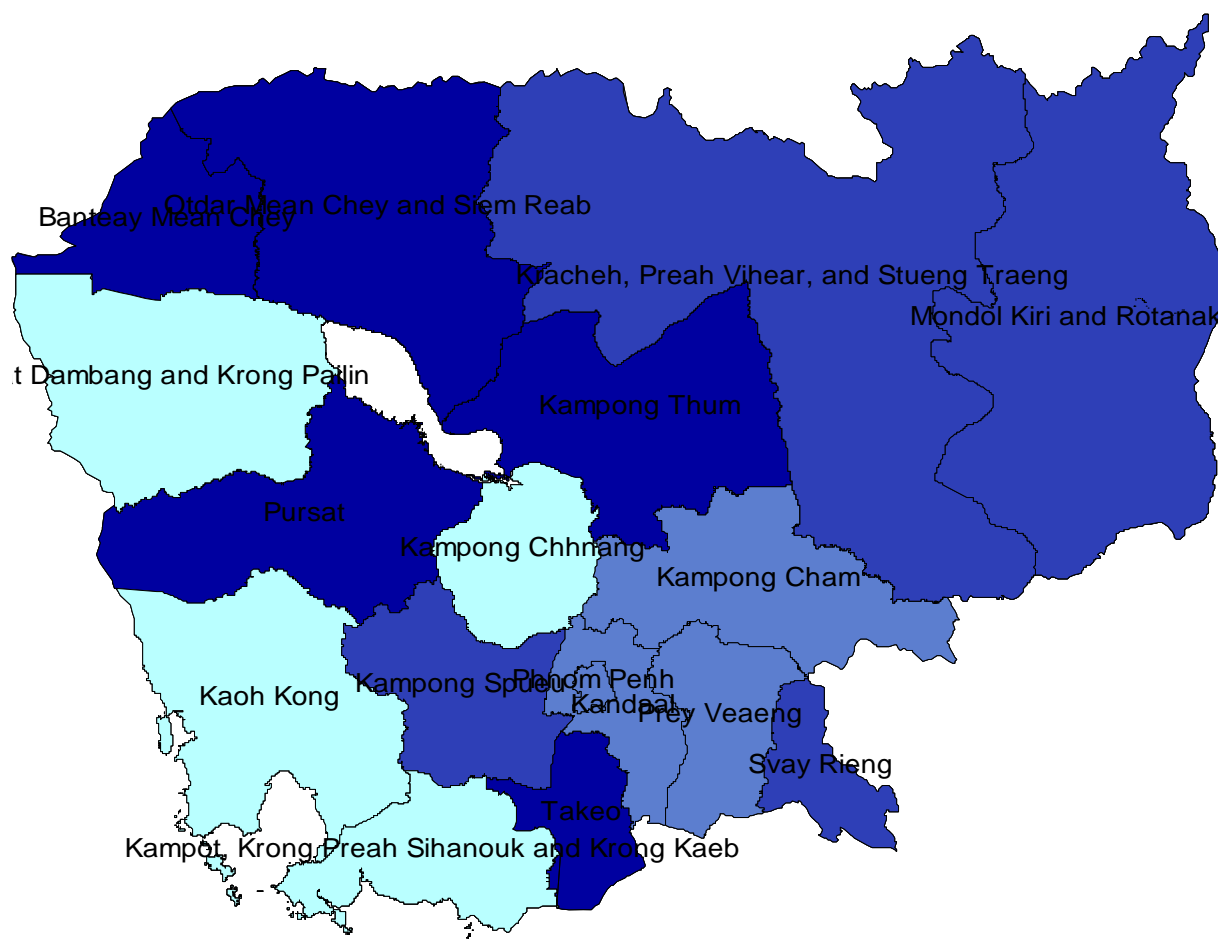 Otdar Mean Chey and Siem Reab
Banteay Mean Chey
Kracheh, Preah Vihear, and Stueng Traeng
Mondol Kiri and Rotanak
t Dambang and Krong Pailin
Kampong Thum
Pursat
Kampong Chhnang
Kampong Cham
Phnom Penh
Kaoh Kong
Kampong Spueu
Kandaal
Prey Veaeng
Svay Rieng
Takeo
Kampot, Krong Preah Sihanouk and Krong Kaeb